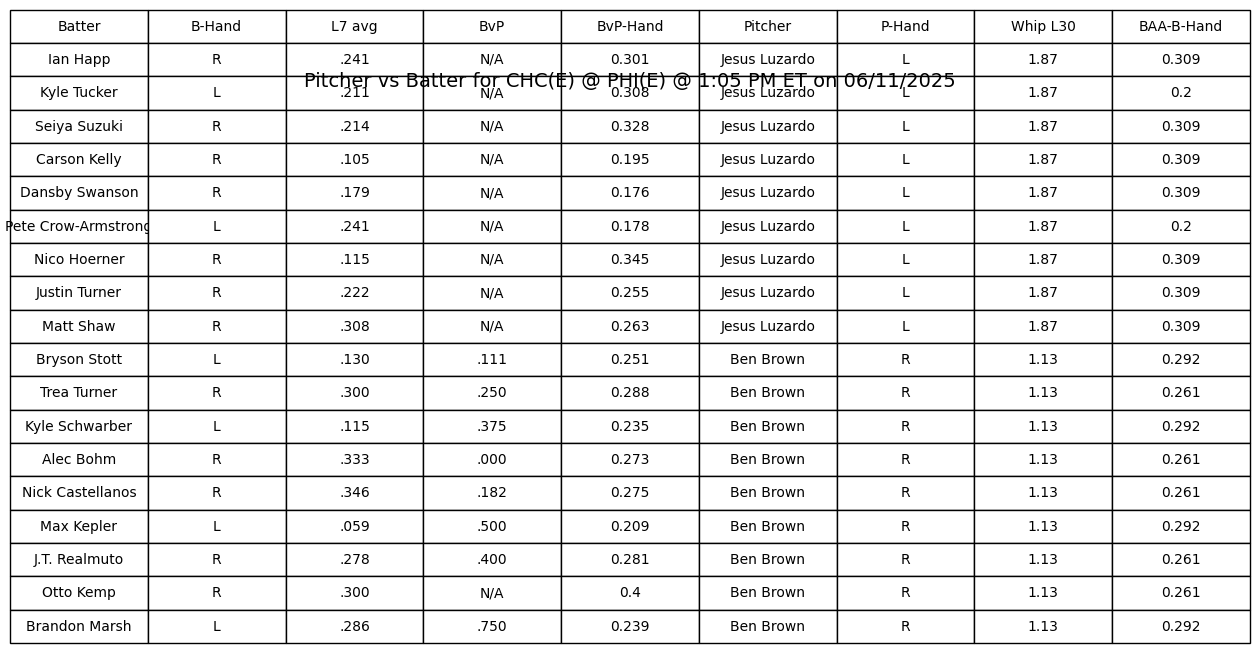 Batter B-Hand L7 avg BvP BvP-Hand Pitcher P-Hand Whip L30 BAA-B-Hand
Ian Happ R .241 N/A 0.301 Jesus Luzardo L 1.87 0.309
Pitcher vs Batter for CHC(E) @ PHI(E) @ 1:05 PM ET on 06/11/2025
Kyle Tucker L .211 N/A 0.308 Jesus Luzardo L 1.87 0.2
Seiya Suzuki R .214 N/A 0.328 Jesus Luzardo L 1.87 0.309
Carson Kelly R .105 N/A 0.195 Jesus Luzardo L 1.87 0.309
Dansby Swanson R .179 N/A 0.176 Jesus Luzardo L 1.87 0.309
Pete Crow-Armstrong L .241 N/A 0.178 Jesus Luzardo L 1.87 0.2
Nico Hoerner R .115 N/A 0.345 Jesus Luzardo L 1.87 0.309
Justin Turner R .222 N/A 0.255 Jesus Luzardo L 1.87 0.309
Matt Shaw R .308 N/A 0.263 Jesus Luzardo L 1.87 0.309
Bryson Stott L .130 .111 0.251 Ben Brown R 1.13 0.292
Trea Turner R .300 .250 0.288 Ben Brown R 1.13 0.261
Kyle Schwarber L .115 .375 0.235 Ben Brown R 1.13 0.292
Alec Bohm R .333 .000 0.273 Ben Brown R 1.13 0.261
Nick Castellanos R .346 .182 0.275 Ben Brown R 1.13 0.261
Max Kepler L .059 .500 0.209 Ben Brown R 1.13 0.292
J.T. Realmuto R .278 .400 0.281 Ben Brown R 1.13 0.261
Otto Kemp R .300 N/A 0.4 Ben Brown R 1.13 0.261
Brandon Marsh L .286 .750 0.239 Ben Brown R 1.13 0.292